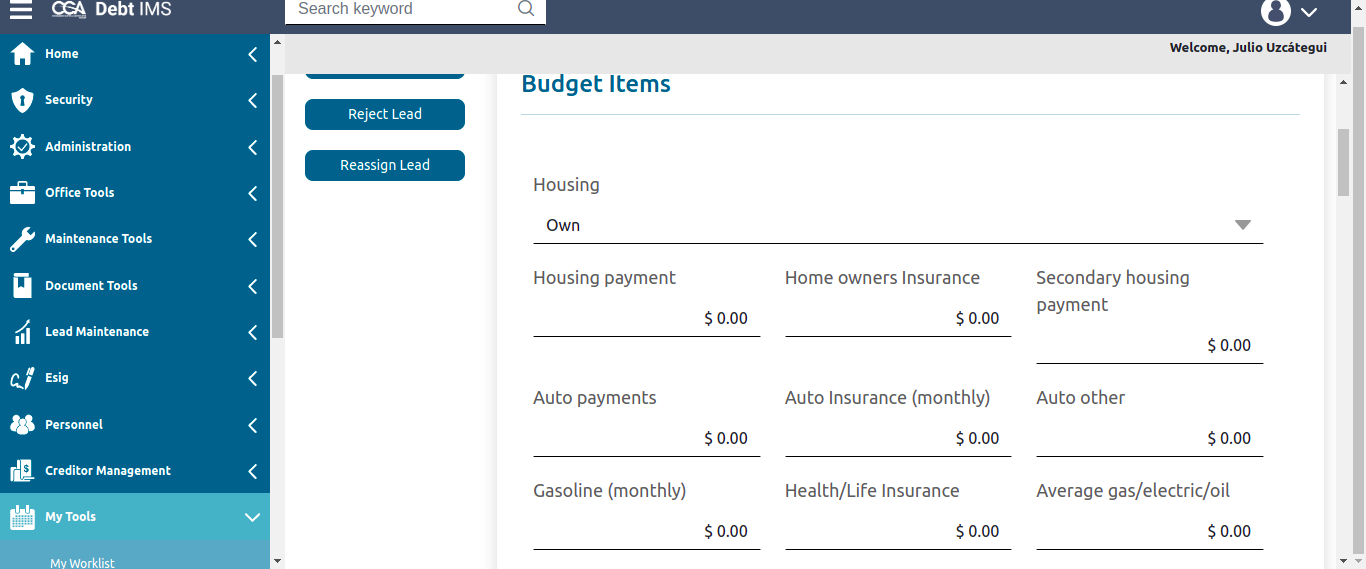 CGA Debt IMS
Search keyword
Welcome, Julio Uzcátegui
Home
Security
Administration
Office Tools
Maintenance Tools
Document Tools
Lead Maintenance
Esig
Personnel
Creditor Management
My Tools
My Worklist
Reject Lead
Reassign Lead
Budget Items
Housing
Own
Housing payment
$ 0.00
Home owners Insurance
$ 0.00
Secondary housing
payment
$ 0.00
Auto payments
$ 0.00
Auto Insurance (monthly)
$ 0.00
Auto other
$ 0.00
Gasoline (monthly)
$ 0.00
Health/Life Insurance
$ 0.00
Average gas/electric/oil
$ 0.00